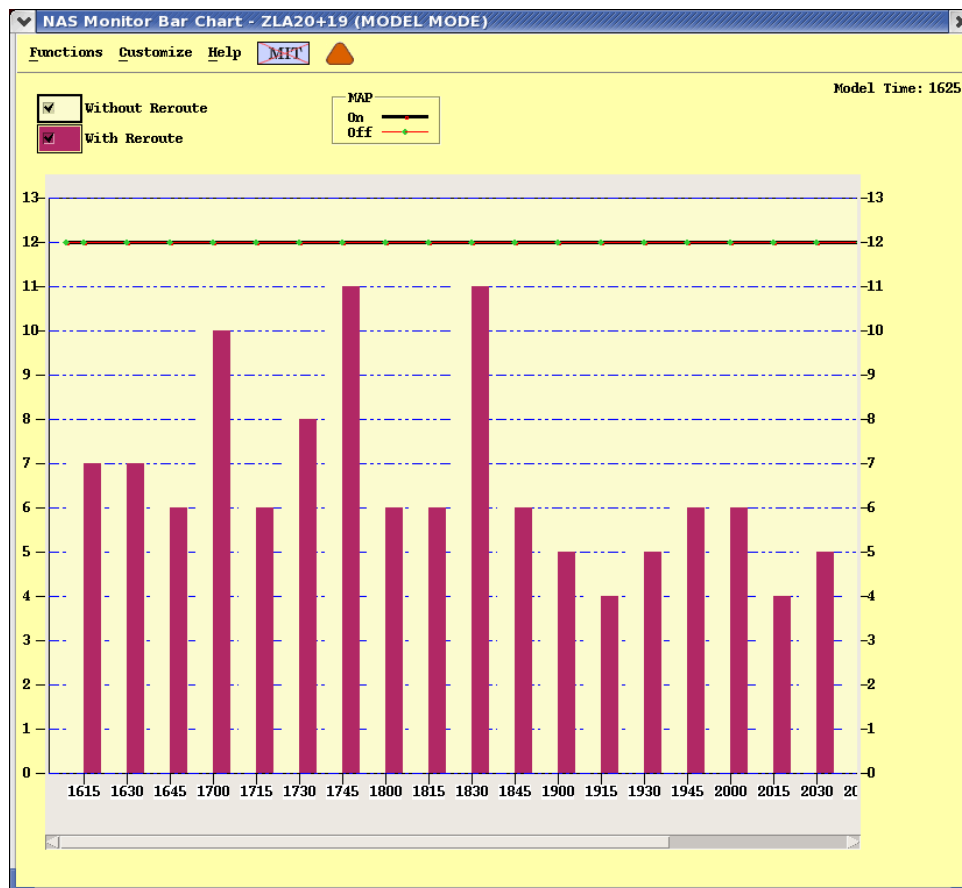 NAS Monitor Bar Chart - ZLA20+19 (MODEL MODE)
Functions Customize Help MIT
Model Time: 1625
Without Reroute
With Reroute
MAP
On
Off
13 13
12 12
11 11
10 10
9 9
8 8
7 7
6 6
5 5
4 4
3 3
2 2
1 1
0 0
1615 1630 1645 1700 1715 1730 1745 1800 1815 1830 1845 1900 1915 1930 1945 2000 2015 2030